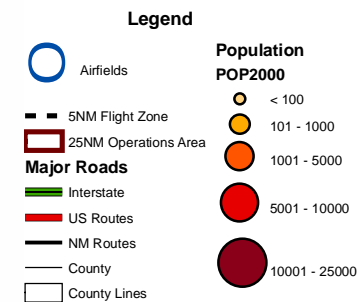 Legend
Airfields
5NM Flight Zone
25NM Operations Area
Major Roads
Interstate
US Routes
NM Routes
County
County Lines
Population
POP2000
< 100
101 - 1000
1001 - 5000
5001 - 10000
10001 - 25000